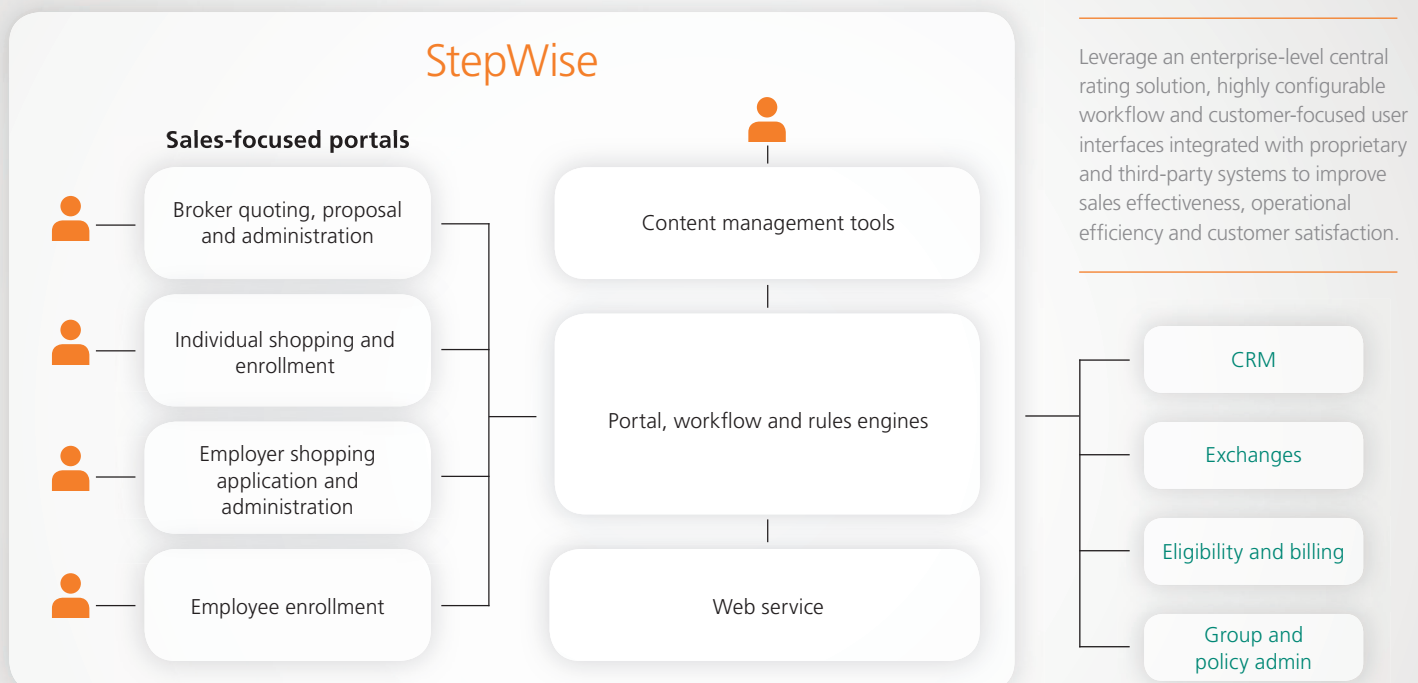 StepWise
Sales-focused portals
Broker quoting, proposal
and administration
Individual shopping and
enrollment
Employer shopping
application and
administration
Employee enrollment
Content management tools
Portal, workflow and rules engines
Web service
Leverage an enterprise-level central
rating solution, highly configurable
workflow and customer-focused user
interfaces integrated with proprietary
and third-party systems to improve
sales effectiveness, operational
efficiency and customer satisfaction.
CRM
Exchanges
Eligibility and billing
Group and
policy admin